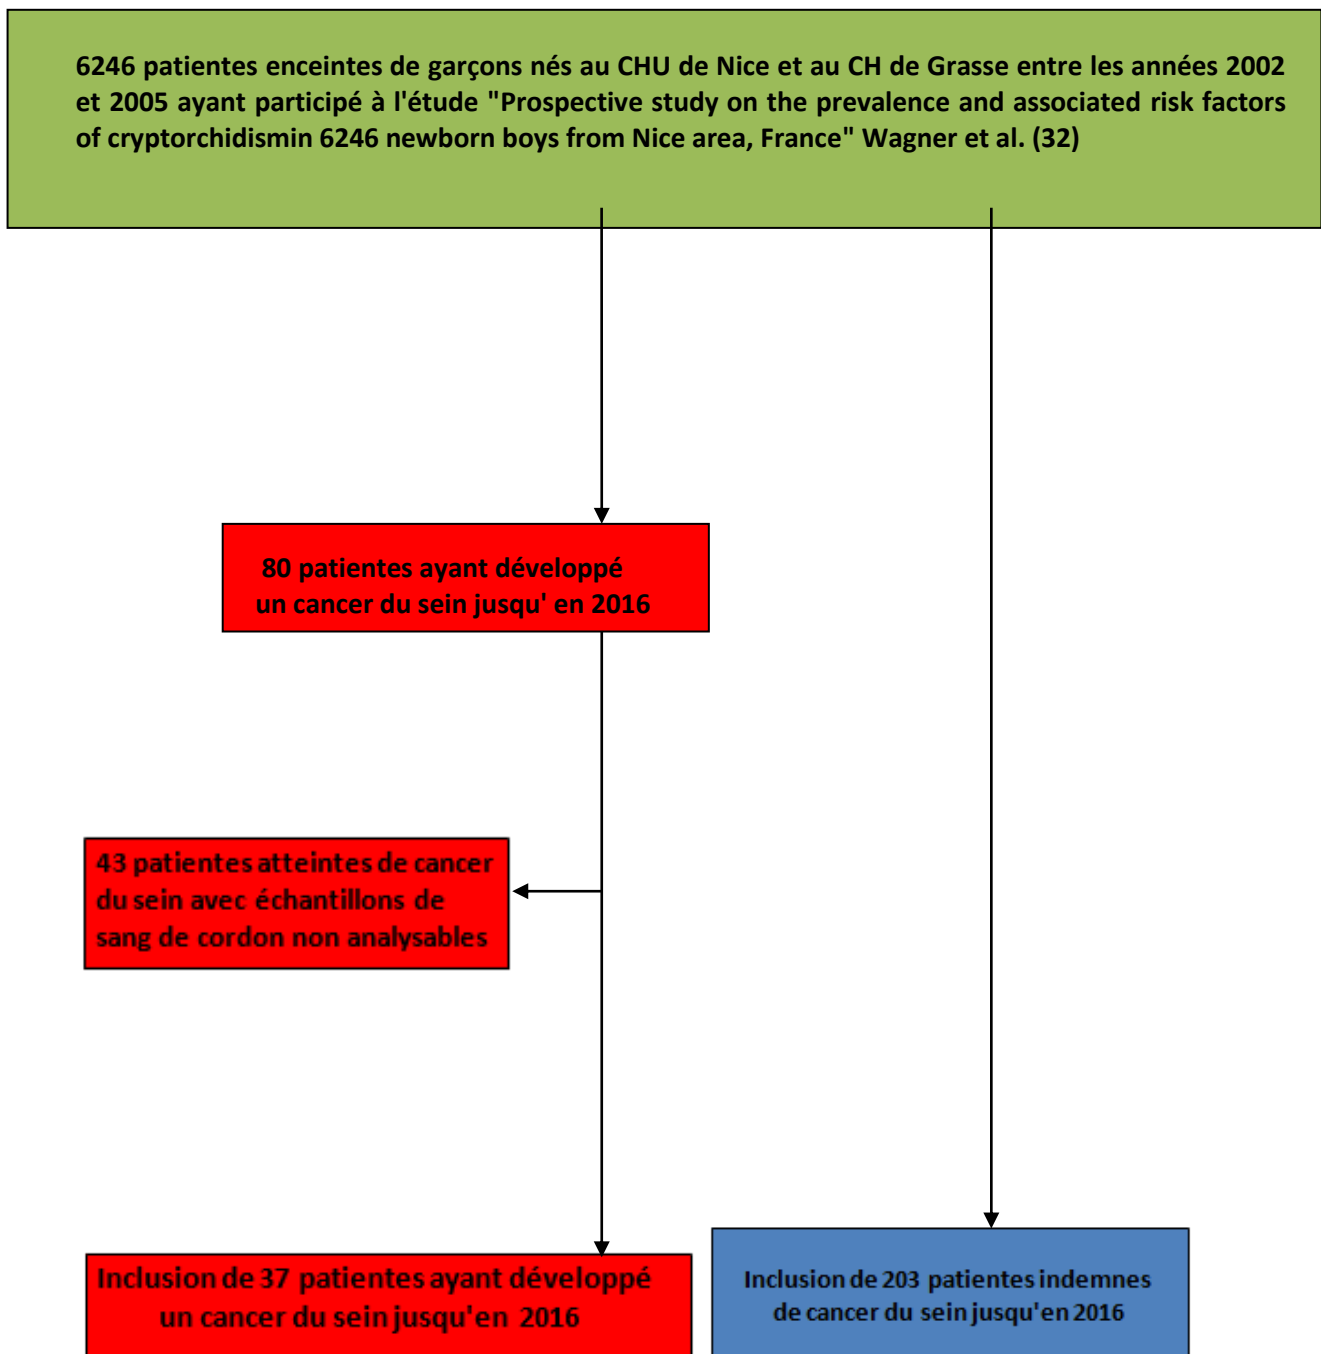 6246 patientes enceintes de garçons nés au CHU de Nice et au CH de Grasse entre les années 2002
et 2005 ayant participé à l'étude "Prospective study on the prevalence and associated risk factors
of cryptorchidismin 6246 newborn boys from Nice area, France" Wagner et al. (32)
80 patientes ayant développé
un cancer du sein jusqu' en 2016
43 patientes atteintes de cancer
du sein avec échantillons de
sang de cordon non analysables
Inclusion de 37 patientes ayant développé
un cancer du sein jusqu'en 2016
Inclusion de 203 patientes indemnes
de cancer du sein jusqu'en 2016